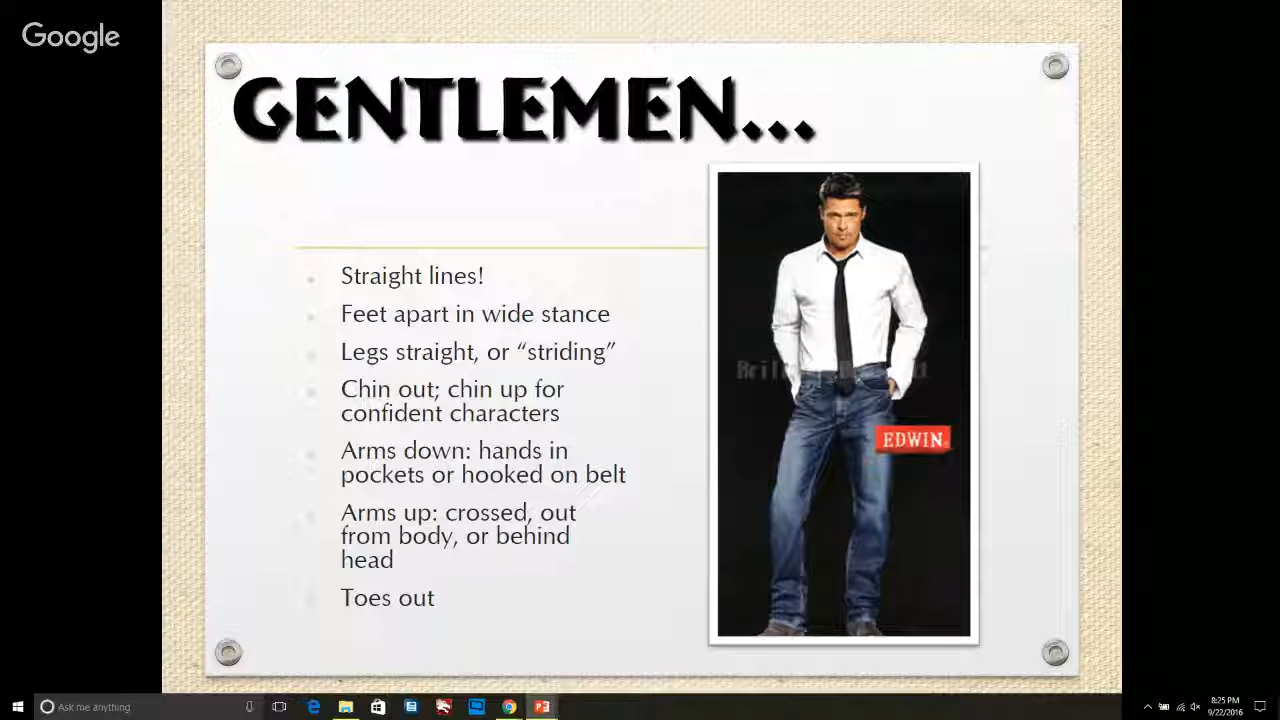 Google
GENTLEMEN...
Straight lines!
Feet apart in wide stance
Legs straight, or “striding”
Chin out; chin up for
confident characters
Arms down: hands in
pockets or hooked on belt
Arms up: crossed, out
from body, or behind
head
Toes out
EDWIN
Ask me anything
8:25 PM
9/22/2016